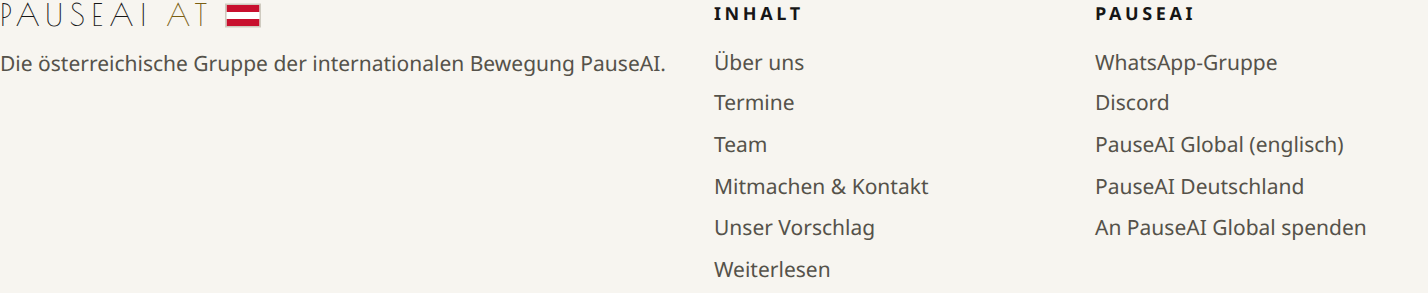 PAUSEAI AT
Die österreichische Gruppe der internationalen Bewegung PauseAI.
INHALT
Über uns
Termine
Team
Mitmachen & Kontakt
Unser Vorschlag
Weiterlesen
PAUSEAI
WhatsApp-Gruppe
Discord
PauseAI Global (englisch)
PauseAI Deutschland
An PauseAI Global spenden